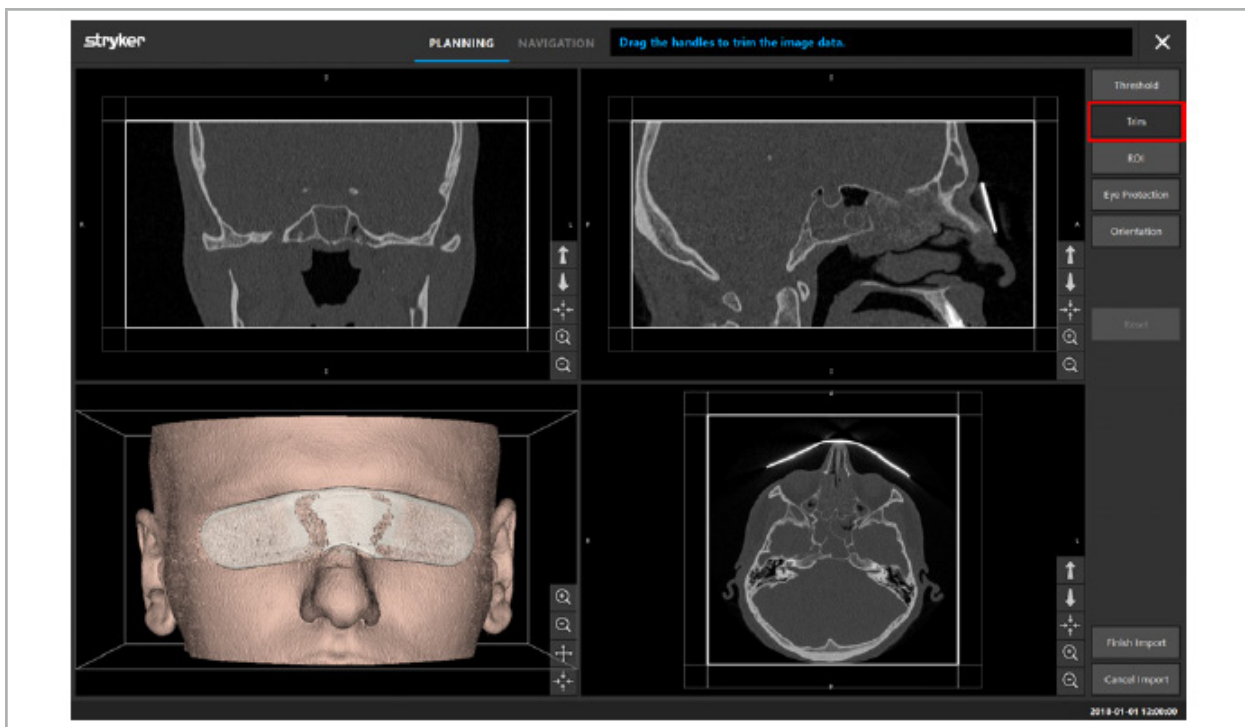 stryker
PLANNING
NAVIGATION
Drag the handles to trim the image data.
Threshold
Trim
ROI
Eye Protection
Orientation
Reset
Finish Import
Cancel Import
2018-01-01 12:00:00